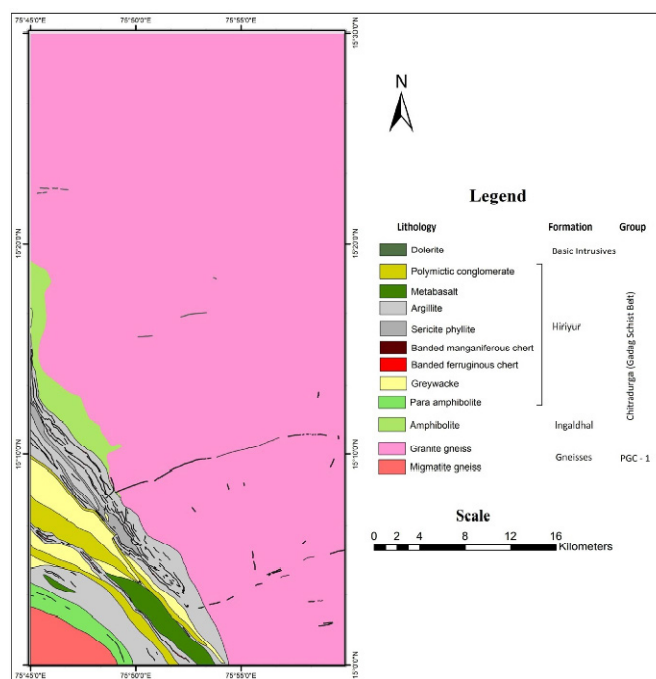 75°45'0"E
75°50'0"E
75°55'0"E
N
Legend
Lithology
Formation
Group
15°20'0"N
15°20'0"N
Dolerite
Basic Intrusives
Polymictic conglomerate
Metabasalt
Argillite
Sericite phyllite
Hiriyur
Banded manganiferous chert
Banded ferruginous chert
Greywacke
Para amphibolite
Chitradurga (Gadag Schist Belt)
Amphibolite
Ingaldhal
Granite gneiss
Gneisses
PGC - 1
Migmatite gneiss
15°10'0"N
15°10'0"N
Scale
0 2 4 8 12 16
Kilometers
15°0'0"N
15°0'0"N
75°45'0"E
75°50'0"E
75°55'0"E